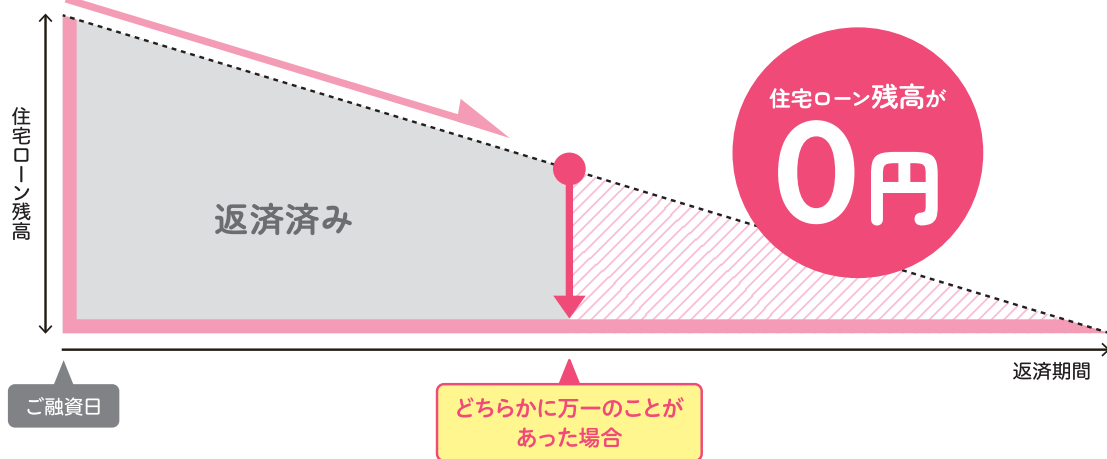 住宅ローン残高
返済済み
住宅ローン残高が
0円
返済期間
ご融資日
どちらかに万一のことが
あった場合